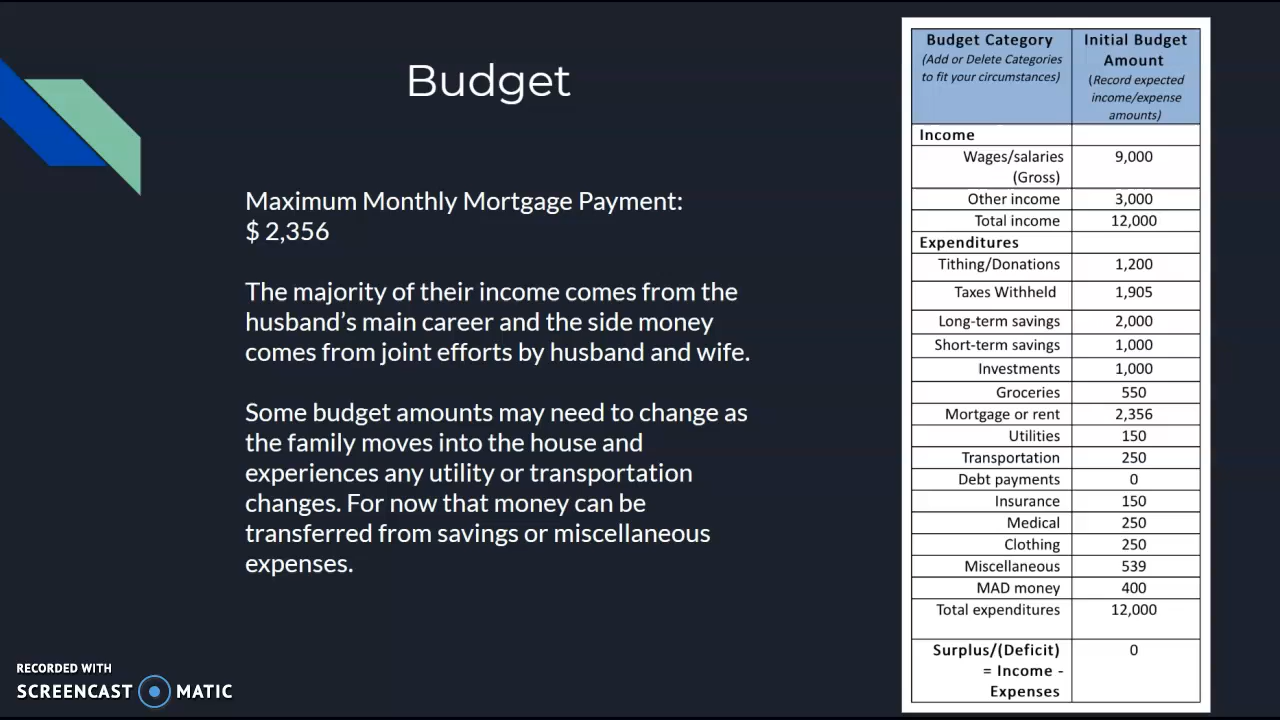 Budget
Maximum Monthly Mortgage Payment:
$ 2,356
The majority of their income comes from the
husband’s main career and the side money
comes from joint efforts by husband and wife.
Some budget amounts may need to change as
the family moves into the house and
experiences any utility or transportation
changes. For now that money can be
transferred from savings or miscellaneous
expenses.
Budget Category Initial Budget
(Add or Delete Categories Amount
to fit your circumstances) (Record expected
income/expense
amounts)
Income
Wages/salaries 9,000
(Gross)
Other income 3,000
Total income 12,000
Expenditures
Tithing/Donations 1,200
Taxes Withheld 1,905
Long-term savings 2,000
Short-term savings 1,000
Investments 1,000
Groceries 550
Mortgage or rent 2,356
Utilities 150
Transportation 250
Debt payments 0
Insurance 150
Medical 250
Clothing 250
Miscellaneous 539
MAD money 400
Total expenditures 12,000
Surplus/(Deficit) 0
= Income -
Expenses
RECORDED WITH
SCREENCAST MATIC